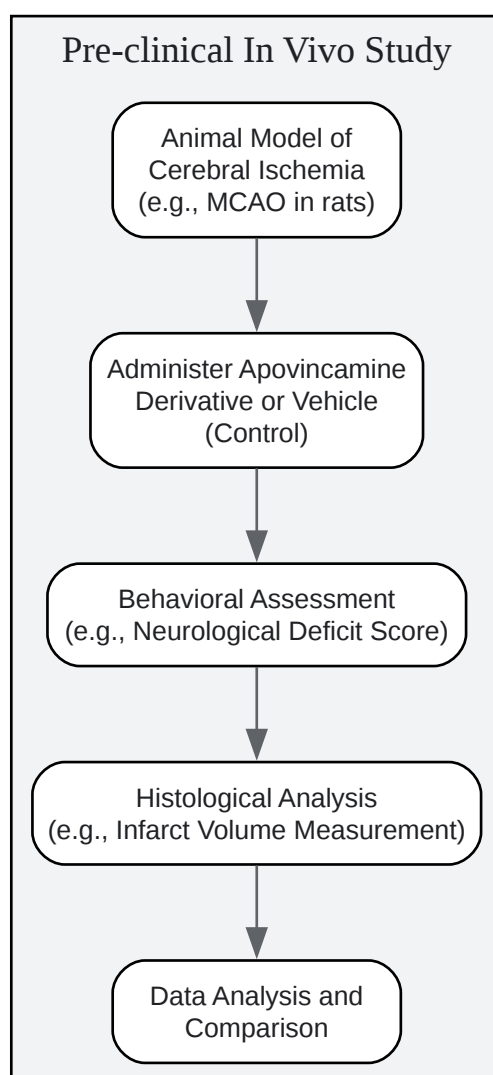 Pre-clinical In Vivo Study
Animal Model of
Cerebral Ischemia
(e.g., MCAO in rats)
Administer Apovincamine
Derivative or Vehicle
(Control)
Behavioral Assessment
(e.g., Neurological Deficit Score)
Histological Analysis
(e.g., Infarct Volume Measurement)
Data Analysis and
Comparison